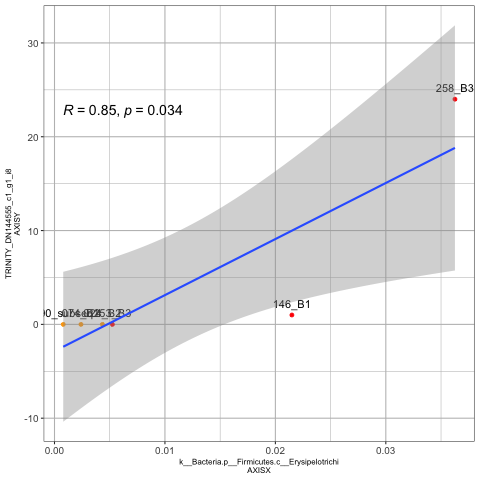 30
20
10
0
-10
R = 0.85, p = 0.034
258_B3
146_B1
0.00
0.01
0.02
0.03
k__Bacteria.p__Firmicutes.c__Erysipelotrichi
AXISX
TRINITY_DN144555_c1_g1_i8
AXISY